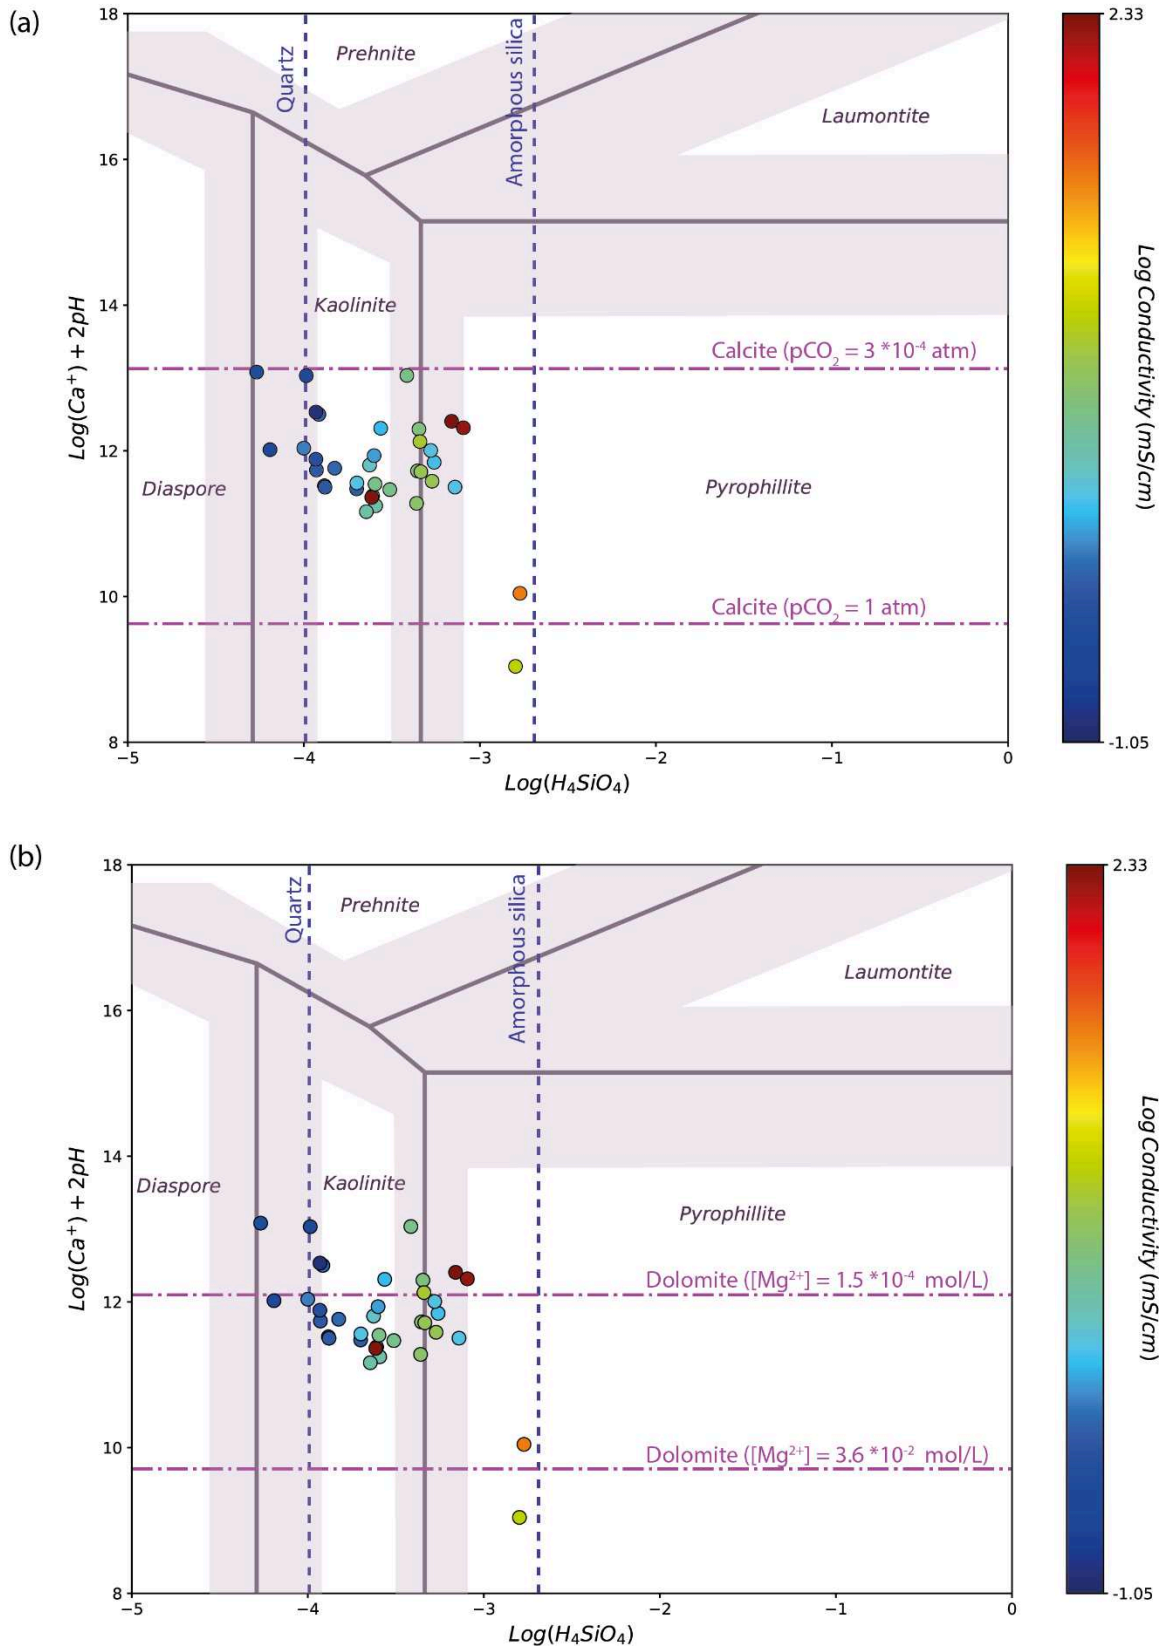 (a)
18
16
14
12
10
8
Log(Ca⁺) + 2pH
Quartz
Prehnite
Amorphous silica
Laumontite
Kaolinite
Calcite (pCO₂ = 3 *10⁻⁴ atm)
Diaspore
Pyrophillite
Calcite (pCO₂ = 1 atm)
−5 −4 −3 −2 −1 0
Log(H₄SiO₄)
2.33
Log Conductivity (mS/cm)
-1.05
(b)
18
16
14
12
10
8
Log(Ca⁺) + 2pH
Quartz
Prehnite
Amorphous silica
Laumontite
Diaspore
Kaolinite
Pyrophillite
Dolomite ([Mg²⁺] = 1.5 *10⁻⁴ mol/L)
Dolomite ([Mg²⁺] = 3.6 *10⁻² mol/L)
−5 −4 −3 −2 −1 0
Log(H₄SiO₄)
2.33
Log Conductivity (mS/cm)
-1.05